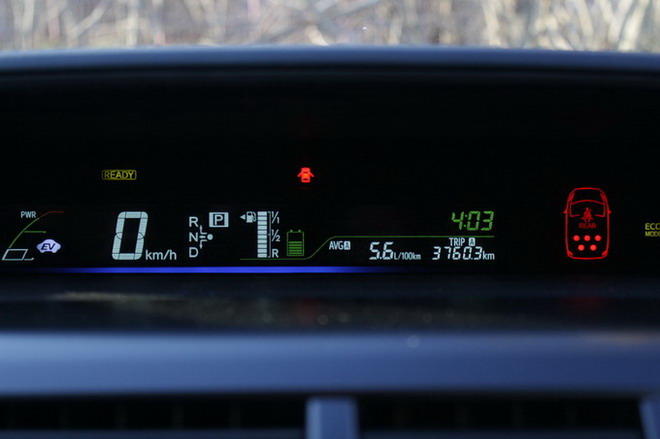 READY
PWR
EV
0 km/h
R
N
D
P
1/1
1/2
R
4:03
AVG A 5.6 L/100km
TRIP A
3760.3 km
REAR
ECO
MODE